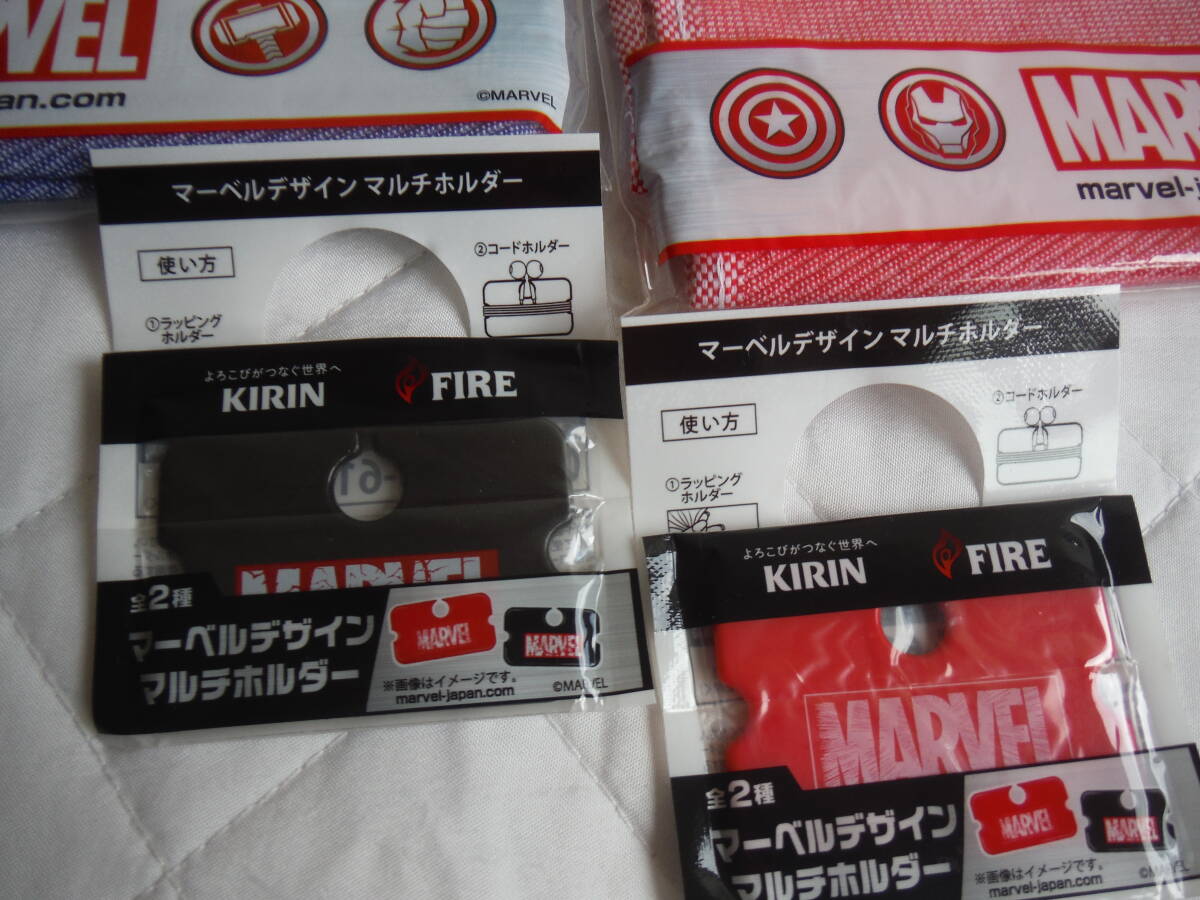 MARVEL
©MARVEL
マーベルデザイン マルチホルダー
使い方
①ラッピング
ホルダー
②コードホルダー
よろこびがつなぐ世界へ
KIRIN
FIRE
MARVEL
全2種
マーベルデザイン
マルチホルダー
MARVEL
MARVEL
※画像はイメージです。
marvel-japan.com
©MARVEL
マーベルデザイン マルチホルダー
使い方
①ラッピング
ホルダー
②コードホルダー
よろこびがつなぐ世界へ
KIRIN
FIRE
MARVEL
全2種
マーベルデザイン
マルチホルダー
MARVEL
MARVEL
※画像はイメージです。
marvel-japan.com
©MARVEL